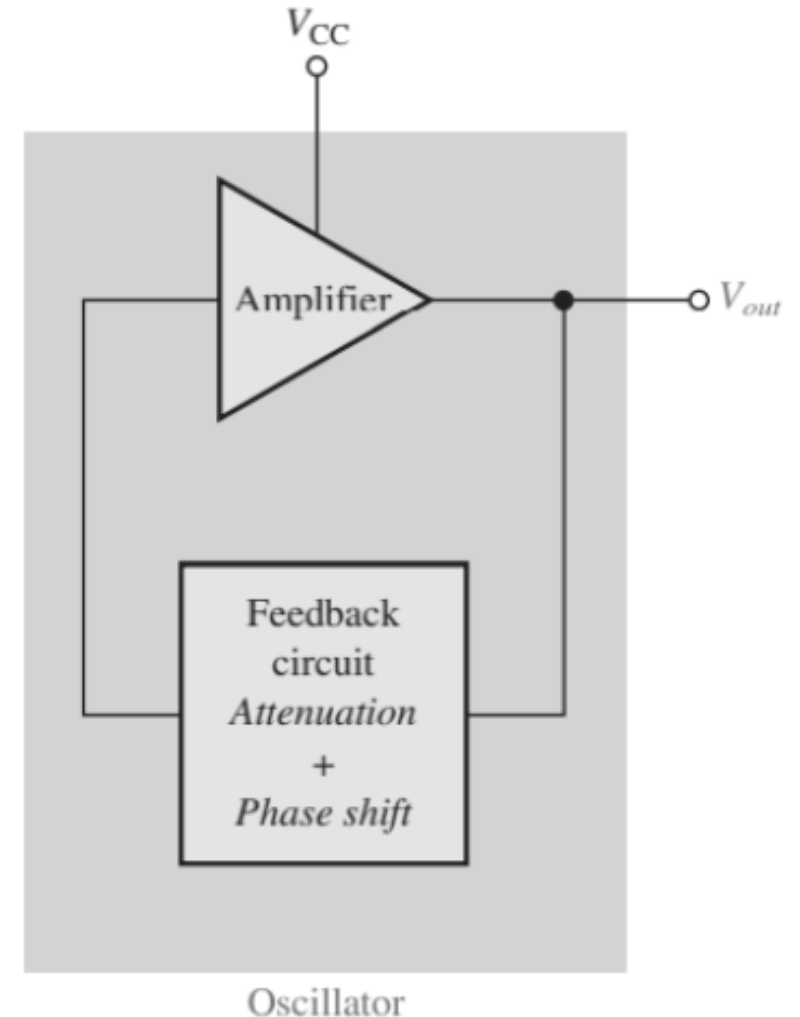 VCC
Amplifier
Vout
Feedback
circuit
Attenuation
+
Phase shift
Oscillator